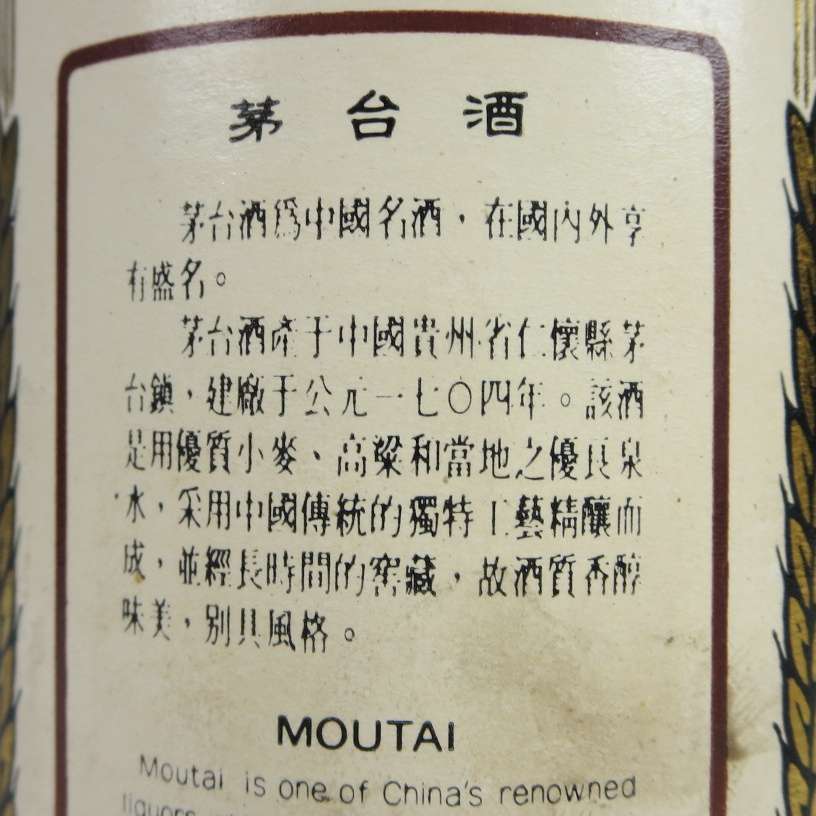 茅台酒
茅台酒爲中國名酒，在國內外享
有盛名。
茅台酒產于中國貴州省仁懷縣茅
台鎮，建廠于公元一七〇四年。該酒
是用優質小麥、高粱和當地之優良泉
水，采用中國傳統的獨特工藝精釀而
成，並經長時間的窖藏，故酒質香醇
味美，別具風格。
MOUTAI
Moutai is one of China's renowned
liquors